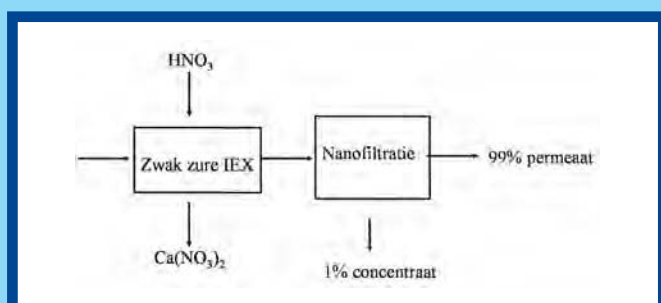 HNO₃
Zwak zure IEX
Nanofiltratie
99% permeaat
Ca(NO₃)₂
1% concentraat